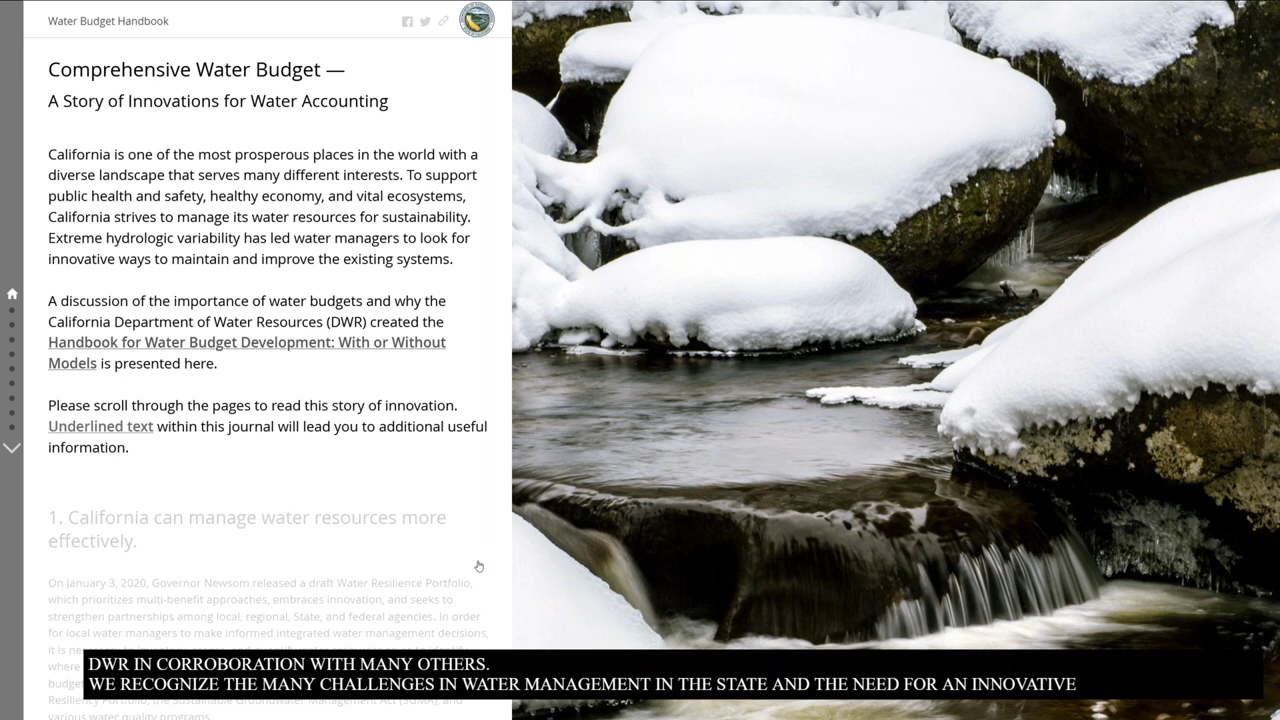 Water Budget Handbook
Comprehensive Water Budget —
A Story of Innovations for Water Accounting
California is one of the most prosperous places in the world with a
diverse landscape that serves many different interests. To support
public health and safety, healthy economy, and vital ecosystems,
California strives to manage its water resources for sustainability.
Extreme hydrologic variability has led water managers to look for
innovative ways to maintain and improve the existing systems.
A discussion of the importance of water budgets and why the
California Department of Water Resources (DWR) created the
Handbook for Water Budget Development: With or Without
Models is presented here.
Please scroll through the pages to read this story of innovation.
Underlined text within this journal will lead you to additional useful
information.
1. California can manage water resources more
effectively.
On January 3, 2020, Governor Newsom released a draft Water Resilience Portfolio,
which prioritizes multi-benefit approaches, embraces innovation, and seeks to
strengthen partnerships among local, regional, State, and federal agencies. In order
for local water managers to make informed integrated water management decisions,
it is
where
budget
DWR IN CORROBORATION WITH MANY OTHERS.
WE RECOGNIZE THE MANY CHALLENGES IN WATER MANAGEMENT IN THE STATE AND THE NEED FOR AN INNOVATIVE
various water quality programs.